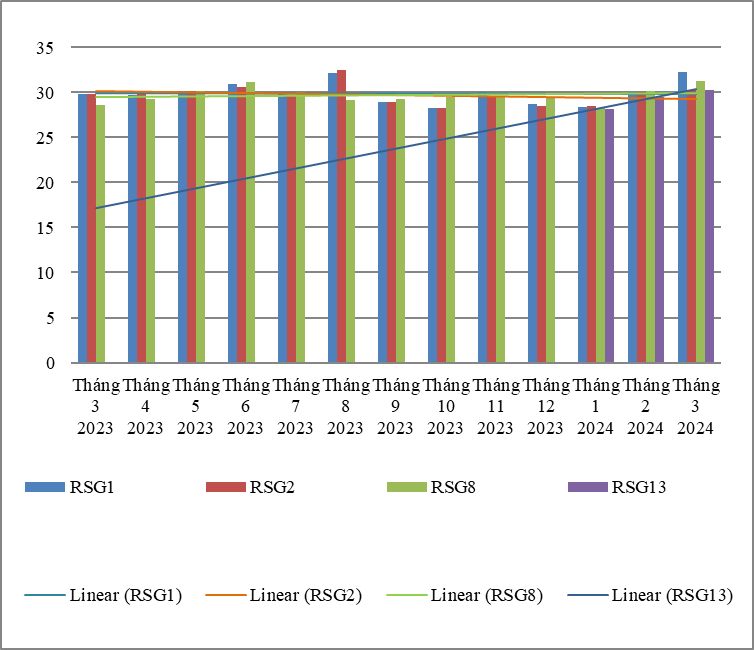 35
30
25
20
15
10
5
0
Tháng Tháng Tháng Tháng Tháng Tháng Tháng Tháng Tháng Tháng Tháng Tháng Tháng
3 4 5 6 7 8 9 10 11 12 1 2 3
2023 2023 2023 2023 2023 2023 2023 2023 2023 2023 2024 2024 2024
RSG1 RSG2 RSG8 RSG13
Linear (RSG1) Linear (RSG2) Linear (RSG8) Linear (RSG13)